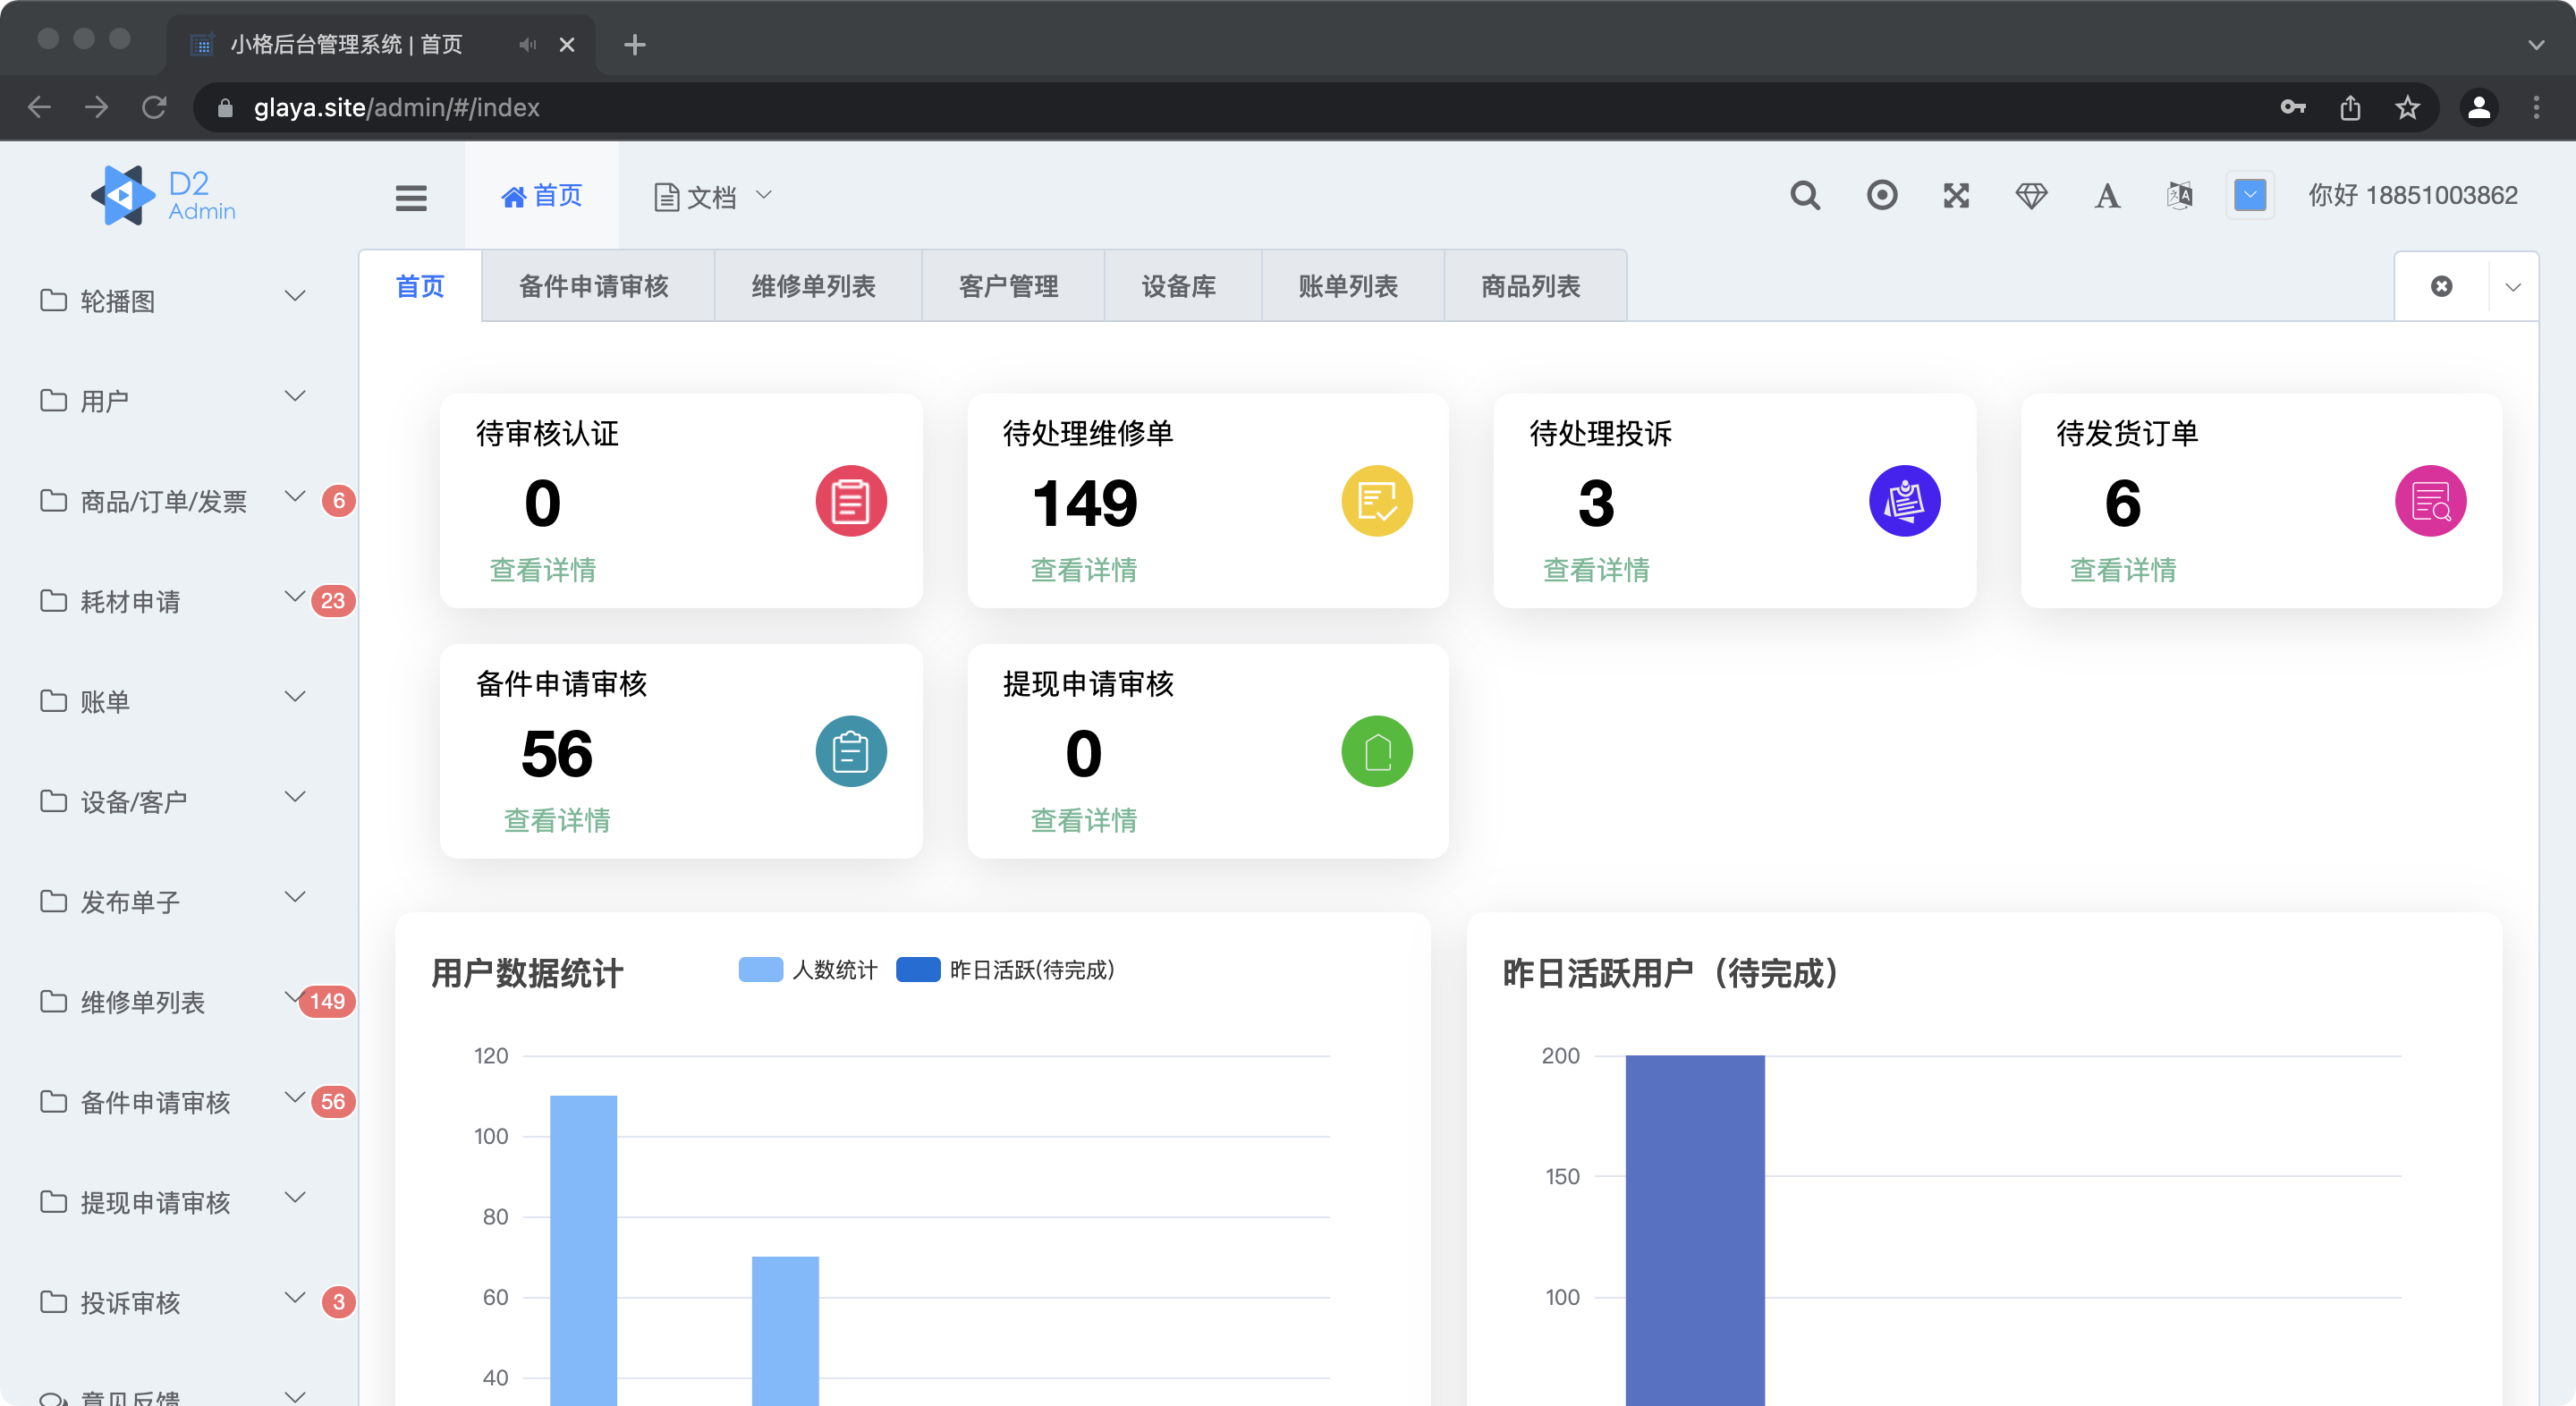 小格后台管理系统 | 首页
glaya.site/admin/#/index
D2
Admin
首页
文档
你好 18851003862
首页
备件申请审核
维修单列表
客户管理
设备库
账单列表
商品列表
轮播图
用户
商品/订单/发票
6
耗材申请
23
账单
设备/客户
发布单子
维修单列表
149
备件申请审核
56
提现申请审核
投诉审核
3
意见反馈
待审核认证
0
查看详情
待处理维修单
149
查看详情
待处理投诉
3
查看详情
待发货订单
6
查看详情
备件申请审核
56
查看详情
提现申请审核
0
查看详情
用户数据统计
人数统计
昨日活跃(待完成)
120
100
80
60
40
昨日活跃用户（待完成）
200
150
100